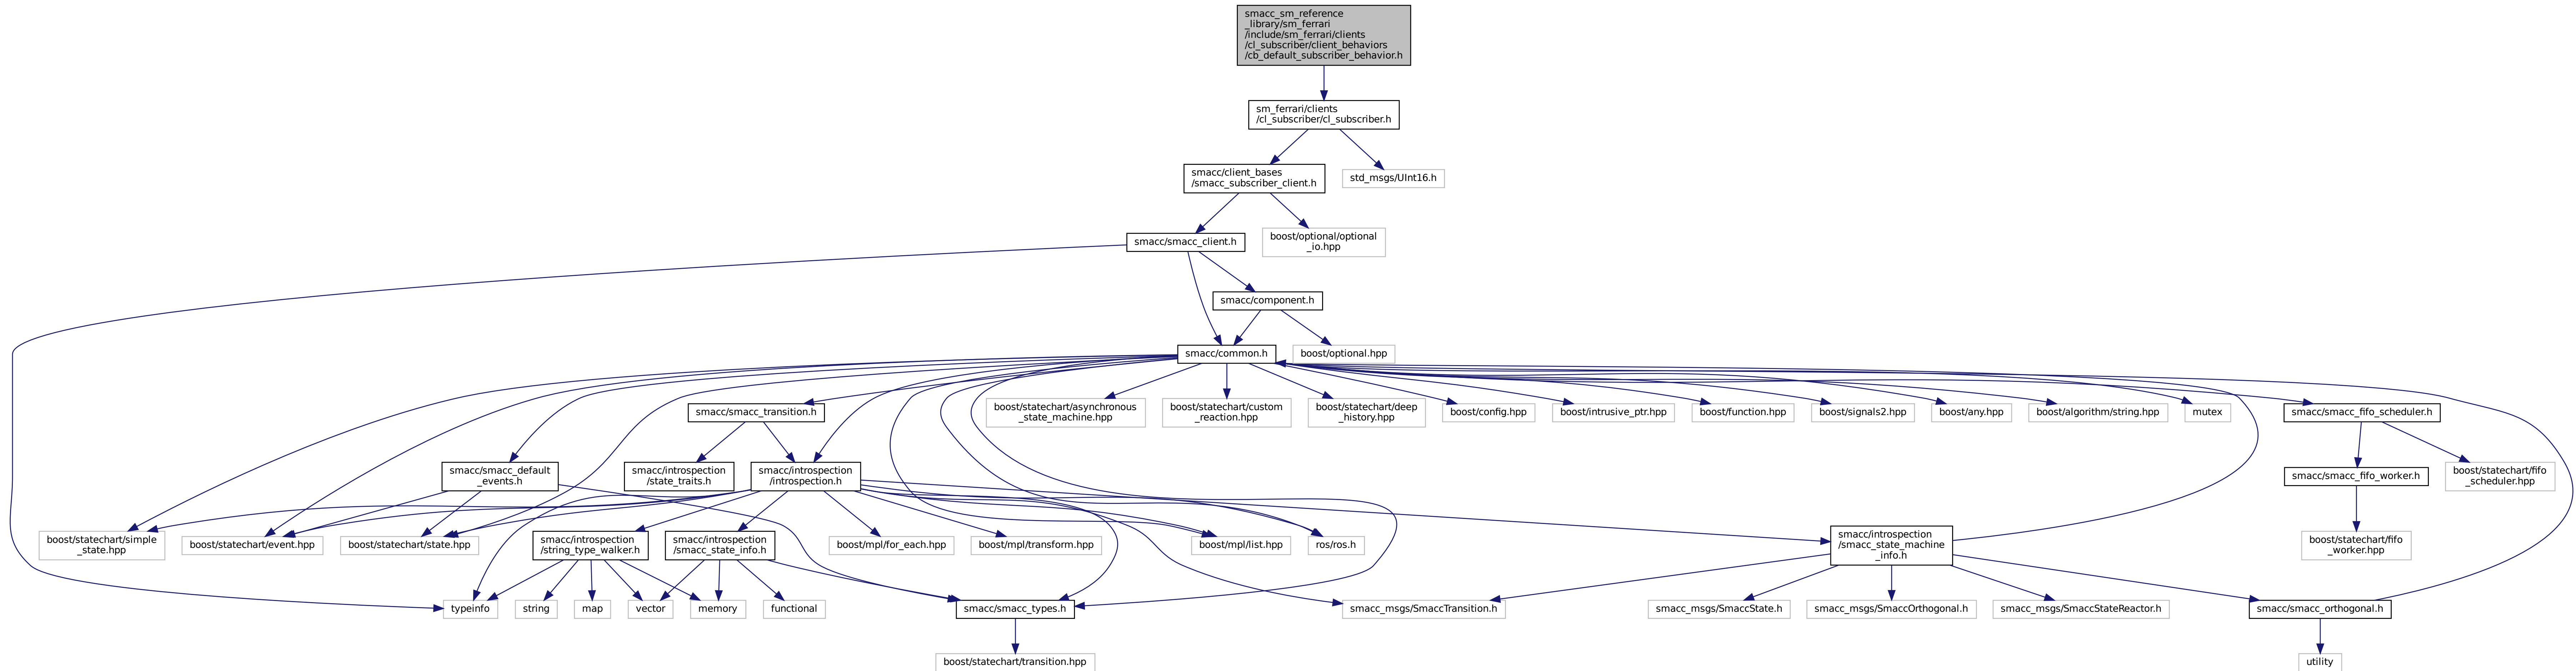 smacc_sm_reference
_library/sm_ferrari
/include/sm_ferrari/clients
/cl_subscriber/client_behaviors
/cb_default_subscriber_behavior.h
sm_ferrari/clients
/cl_subscriber/cl_subscriber.h
smacc/client_bases
/smacc_subscriber_client.h
std_msgs/UInt16.h
smacc/smacc_client.h
boost/optional/optional
_io.hpp
smacc/component.h
smacc/common.h
boost/optional.hpp
smacc/smacc_transition.h
boost/statechart/asynchronous
_state_machine.hpp
boost/statechart/custom
_reaction.hpp
boost/statechart/deep
_history.hpp
boost/config.hpp
boost/intrusive_ptr.hpp
boost/function.hpp
boost/signals2.hpp
boost/any.hpp
boost/algorithm/string.hpp
mutex
smacc/smacc_fifo_scheduler.h
smacc/smacc_default
_events.h
smacc/introspection
/state_traits.h
smacc/introspection
/introspection.h
smacc/smacc_fifo_worker.h
boost/statechart/fifo
_scheduler.hpp
boost/statechart/simple
_state.hpp
boost/statechart/event.hpp
boost/statechart/state.hpp
smacc/introspection
/string_type_walker.h
smacc/introspection
/smacc_state_info.h
boost/mpl/for_each.hpp
boost/mpl/transform.hpp
boost/mpl/list.hpp
ros/ros.h
smacc/introspection
/smacc_state_machine
_info.h
boost/statechart/fifo
_worker.hpp
typeinfo
string
map
vector
memory
functional
smacc/smacc_types.h
smacc_msgs/SmaccTransition.h
smacc_msgs/SmaccState.h
smacc_msgs/SmaccOrthogonal.h
smacc_msgs/SmaccStateReactor.h
smacc/smacc_orthogonal.h
boost/statechart/transition.hpp
utility